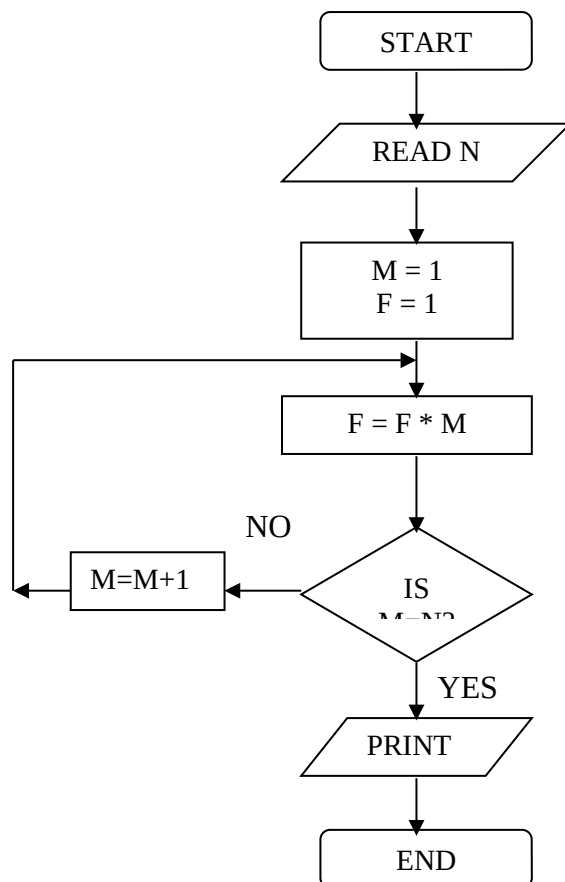 START
READ N
M = 1
F = 1
F = F * M
NO
M=M+1
IS
M=N?
YES
PRINT
END